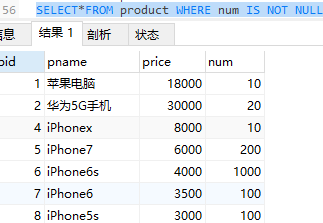 56 SELECT*FROM product WHERE num IS NOT NULL
信息 结果 1 剖析 状态
pid pname price num
1 苹果电脑 18000 10
2 华为5G手机 30000 20
4 iPhonex 8000 10
5 iPhone7 6000 200
6 iPhone6s 4000 1000
7 iPhone6 3500 100
8 iPhone5s 3000 100